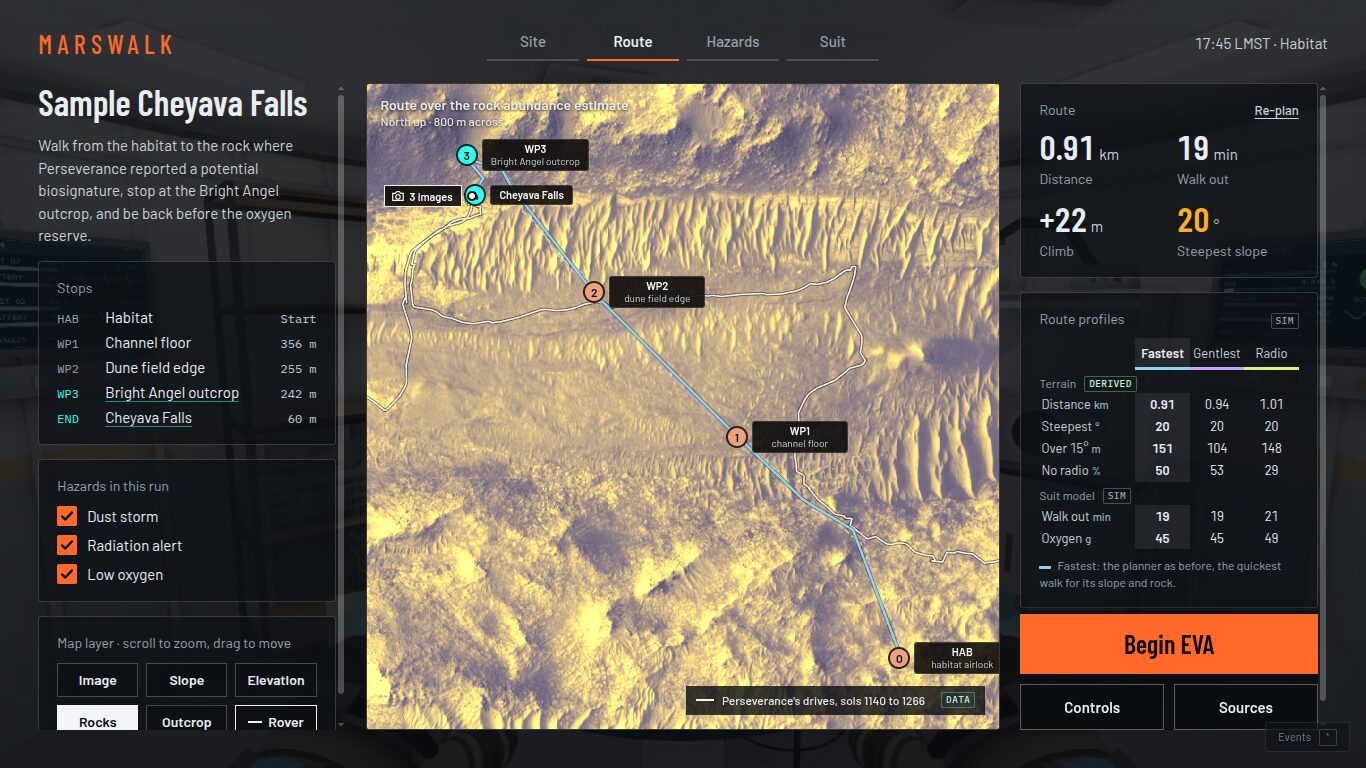 MARSWALK
Site
Route
Hazards
Suit
17:45 LMST · Habitat
Sample Cheyava Falls
Walk from the habitat to the rock where
Perseverance reported a potential
biosignature, stop at the Bright Angel
outcrop, and be back before the oxygen
reserve.
Stops
HAB Habitat Start
WP1 Channel floor 356 m
WP2 Dune field edge 255 m
WP3 Bright Angel outcrop 242 m
END Cheyava Falls 60 m
Hazards in this run
Dust storm
Radiation alert
Low oxygen
Map layer · scroll to zoom, drag to move
Image Slope Elevation
Rocks Outcrop Rover
Route over the rock abundance estimate
North up · 800 m across
3
WP3
Bright Angel outcrop
3 images
Cheyava Falls
2
WP2
dune field edge
1
WP1
channel floor
0
HAB
habitat airlock
Perseverance's drives, sols 1140 to 1266 DATA
Route Re-plan
0.91 km 19 min
Distance Walk out
+22 m 20 °
Climb Steepest slope
Route profiles SIM
Fastest Gentlest Radio
Terrain DERIVED
Distance km 0.91 0.94 1.01
Steepest ° 20 20 20
Over 15° m 151 104 148
No radio % 50 53 29
Suit model SIM
Walk out min 19 19 21
Oxygen g 45 45 49
Fastest: the planner as before, the quickest
walk for its slope and rock.
Begin EVA
Controls Sources
Events `